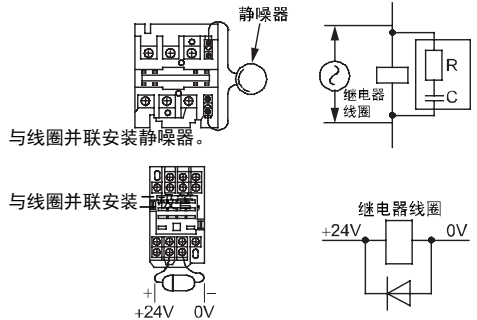 静噪器
R
C
继电器
线圈
与线圈并联安装静噪器。
与线圈并联安装二极管
继电器线圈
+24V 0V
+ −
+24V 0V